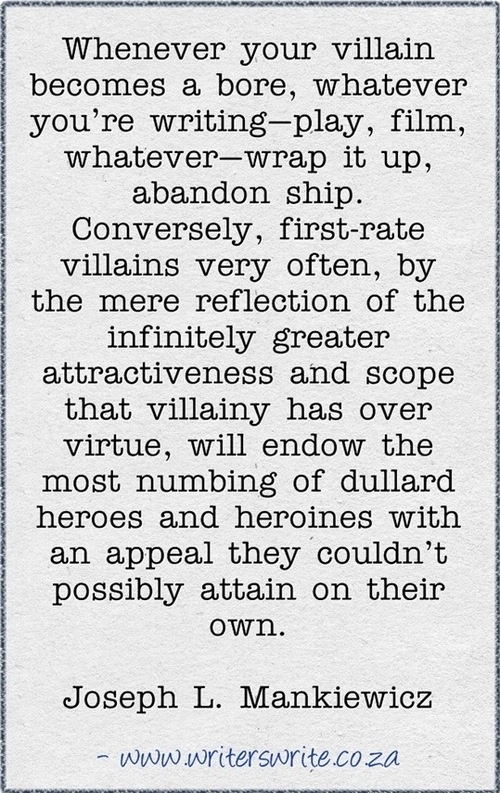 Whenever your villain
becomes a bore, whatever
you’re writing—play, film,
whatever—wrap it up,
abandon ship.
Conversely, first-rate
villains very often, by
the mere reflection of the
infinitely greater
attractiveness and scope
that villainy has over
virtue, will endow the
most numbing of dullard
heroes and heroines with
an appeal they couldn’t
possibly attain on their
own.
Joseph L. Mankiewicz
- www.writerswrite.co.za